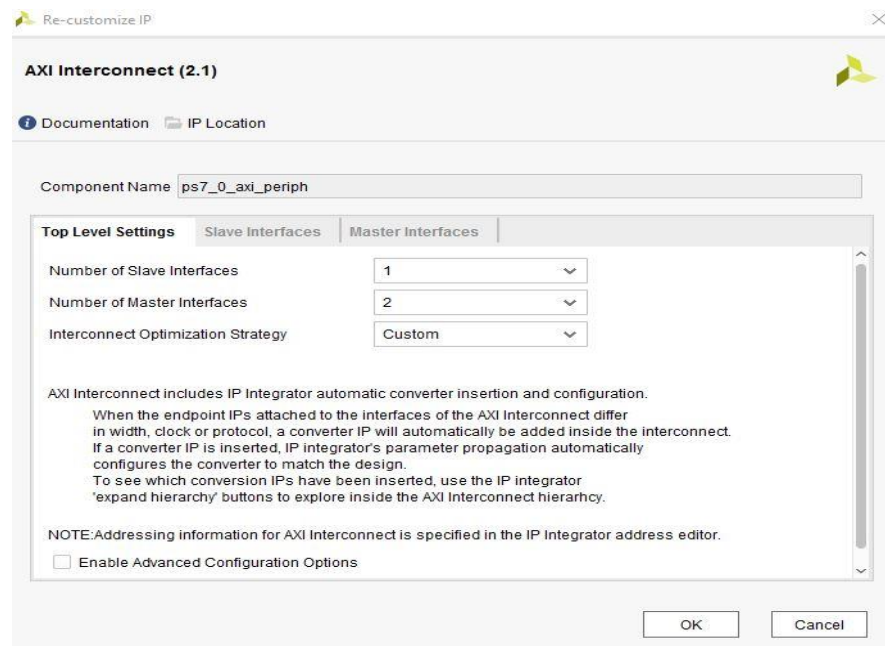 Re-customize IP
AXI Interconnect (2.1)
Documentation IP Location
Component Name ps7_0_axi_periph
Top Level Settings Slave Interfaces Master Interfaces
Number of Slave Interfaces 1
Number of Master Interfaces 2
Interconnect Optimization Strategy Custom
AXI Interconnect includes IP Integrator automatic converter insertion and configuration.
When the endpoint IPs attached to the interfaces of the AXI Interconnect differ
in width, clock or protocol, a converter IP will automatically be added inside the interconnect.
If a converter IP is inserted, IP integrator's parameter propagation automatically
configures the converter to match the design.
To see which conversion IPs have been inserted, use the IP integrator
'expand hierarchy' buttons to explore inside the AXI Interconnect hierarhcy.
NOTE:Addressing information for AXI Interconnect is specified in the IP Integrator address editor.
Enable Advanced Configuration Options
OK Cancel